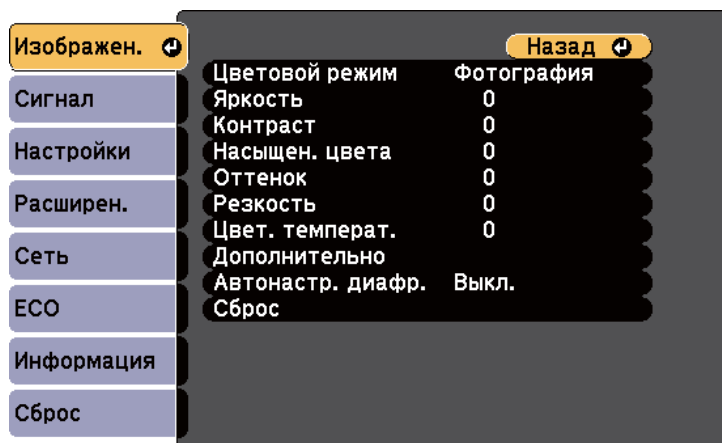 Изображен.
Сигнал
Настройки
Расширен.
Сеть
ECO
Информация
Сброс
Назад
Цветовой режим Фотография
Яркость 0
Контраст 0
Насыщен. цвета 0
Оттенок 0
Резкость 0
Цвет. температ. 0
Дополнительно
Автонастр. диафр. Выкл.
Сброс